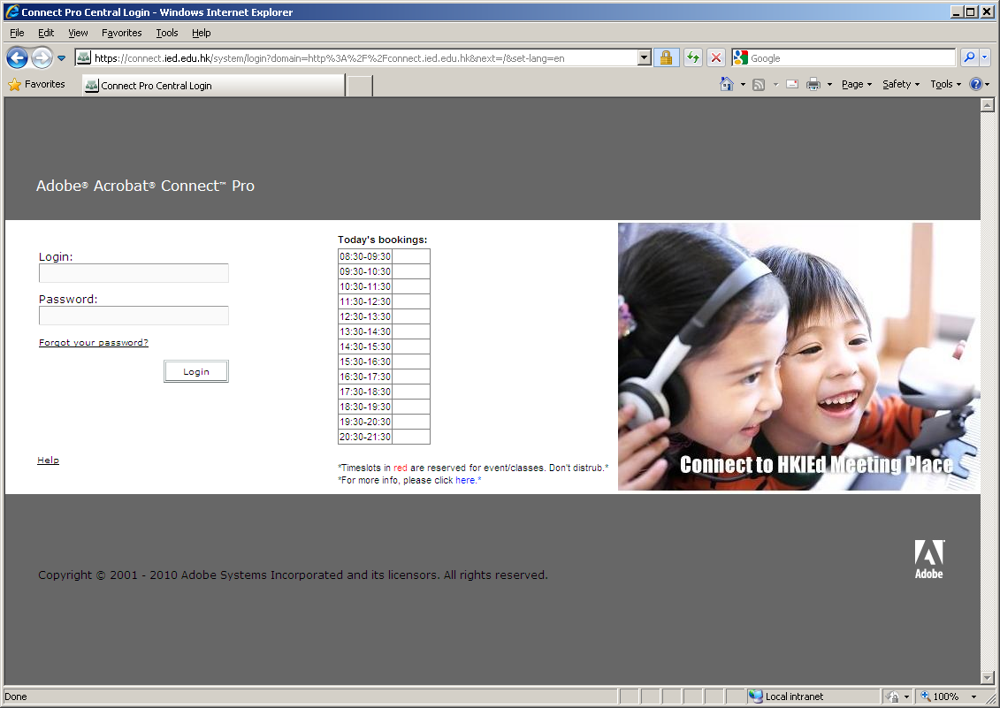 Connect Pro Central Login - Windows Internet Explorer
File Edit View Favorites Tools Help
https://connect.ied.edu.hk/system/login?domain=http%3A%2F%2Fconnect.ied.edu.hk&next=/&set-lang=en
Google
Favorites
Connect Pro Central Login
Page Safety Tools
Adobe® Acrobat® Connect™ Pro
Login:
Password:
Forgot your password?
Login
Help
Today's bookings:
08:30-09:30
09:30-10:30
10:30-11:30
11:30-12:30
12:30-13:30
13:30-14:30
14:30-15:30
15:30-16:30
16:30-17:30
17:30-18:30
18:30-19:30
19:30-20:30
20:30-21:30
*Timeslots in red are reserved for event/classes. Don't distrub.*
*For more info, please click here.*
Connect to HKIEd Meeting Place
Copyright © 2001 - 2010 Adobe Systems Incorporated and its licensors. All rights reserved.
Adobe
Done
Local intranet
100%